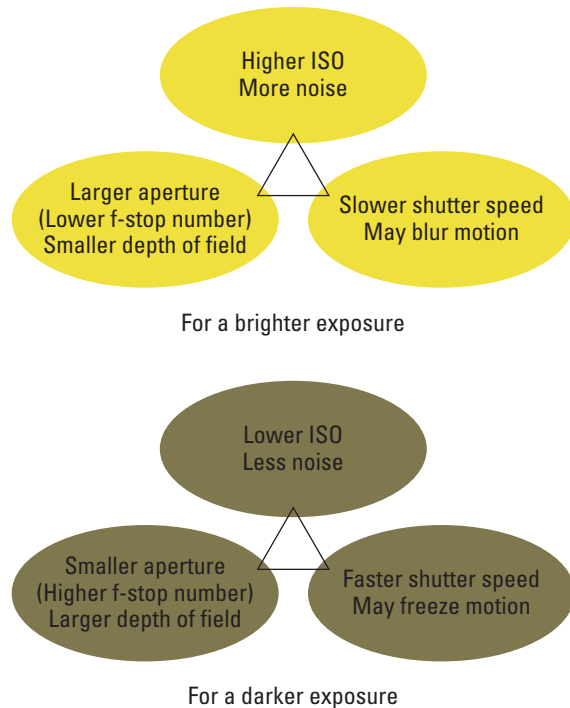 Higher ISO
More noise
Larger aperture
(Lower f-stop number)
Smaller depth of field
Slower shutter speed
May blur motion
For a brighter exposure
Lower ISO
Less noise
Smaller aperture
(Higher f-stop number)
Larger depth of field
Faster shutter speed
May freeze motion
For a darker exposure